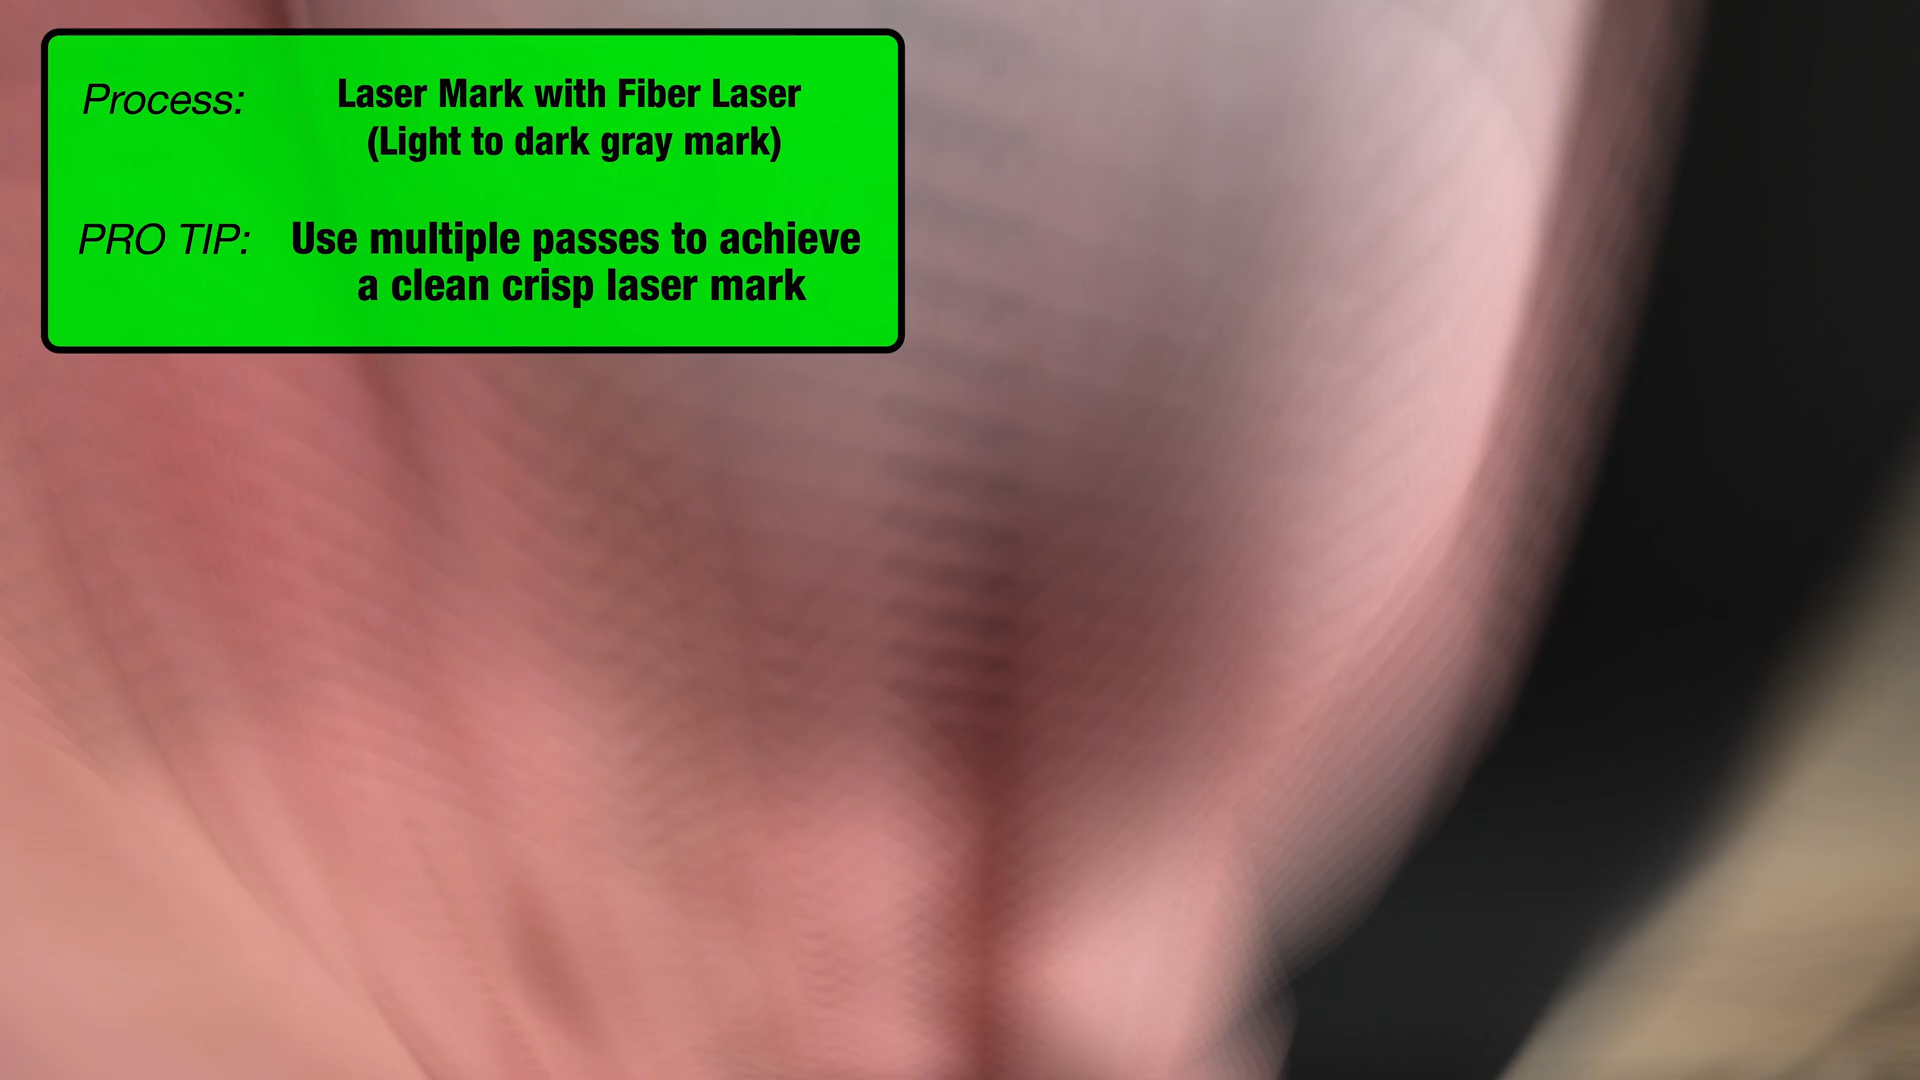 Process: Laser Mark with Fiber Laser
(Light to dark gray mark)
PRO TIP: Use multiple passes to achieve
a clean crisp laser mark